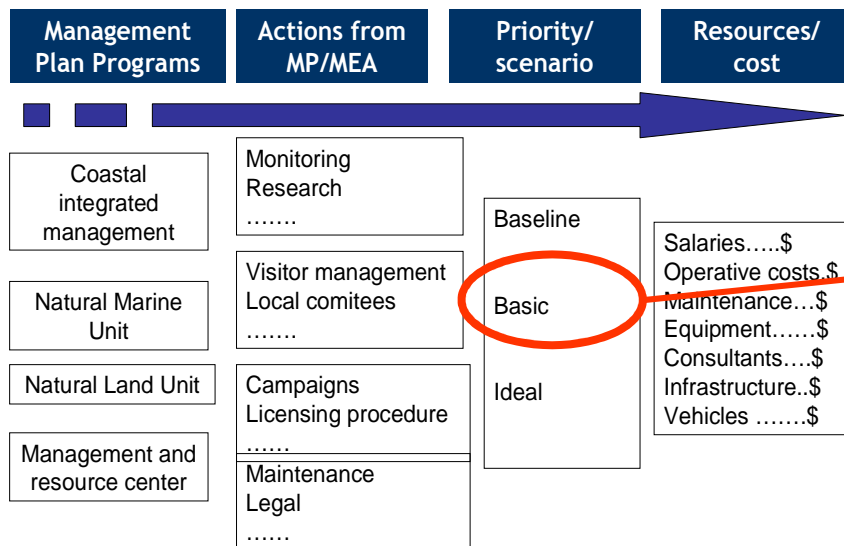 Management
Plan Programs
Actions from
MP/MEA
Priority/
scenario
Resources/
cost
Coastal
integrated
management
Natural Marine
Unit
Natural Land Unit
Management and
resource center
Monitoring
Research
.......
Visitor management
Local comitees
.......
Campaigns
Licensing procedure
......
Maintenance
Legal
......
Baseline
Basic
Ideal
Salaries.....$
Operative costs.$
Maintenance...$
Equipment......$
Consultants....$
Infrastructure..$
Vehicles .......$